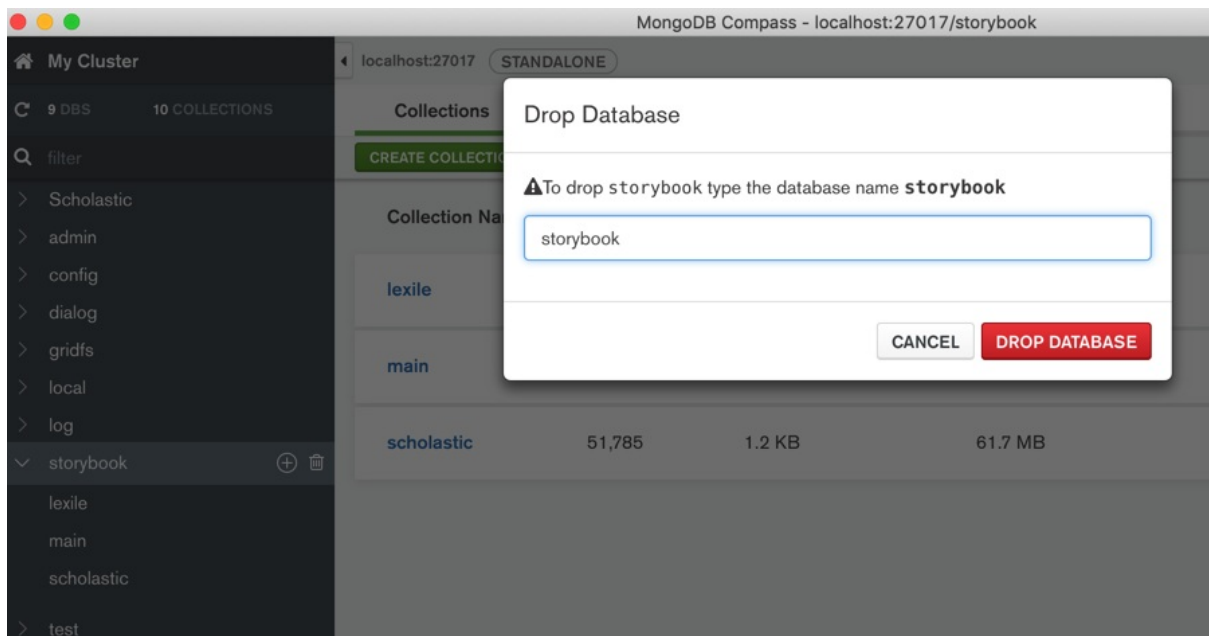 MongoDB Compass - localhost:27017/storybook
My Cluster
9 DBS 10 COLLECTIONS
filter
Scholastic
admin
config
dialog
gridfs
local
log
storybook
lexile
main
scholastic
test
localhost:27017 STANDALONE
Collections
CREATE COLLECTIO
Collection Na
lexile
main
scholastic 51,785 1.2 KB 61.7 MB
Drop Database
To drop storybook type the database name storybook
storybook
CANCEL DROP DATABASE